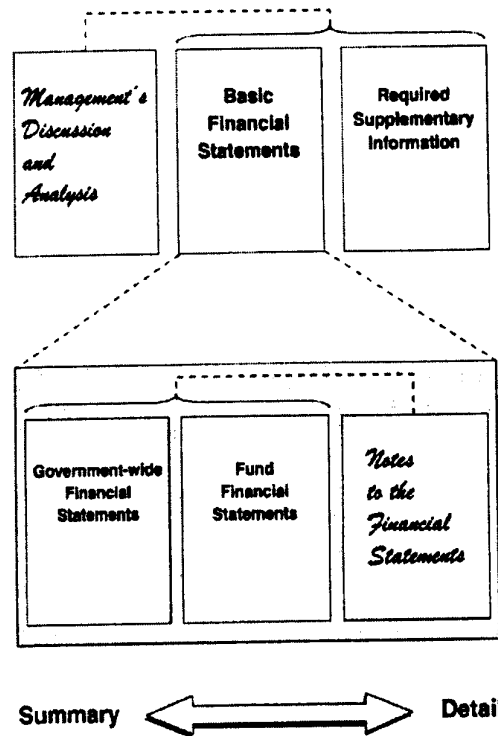 Management's
Discussion
and
Analysis
Basic
Financial
Statements
Required
Supplementary
Information
Government-wide
Financial
Statements
Fund
Financial
Statements
Notes
to the
Financial
Statements
Summary
Detail